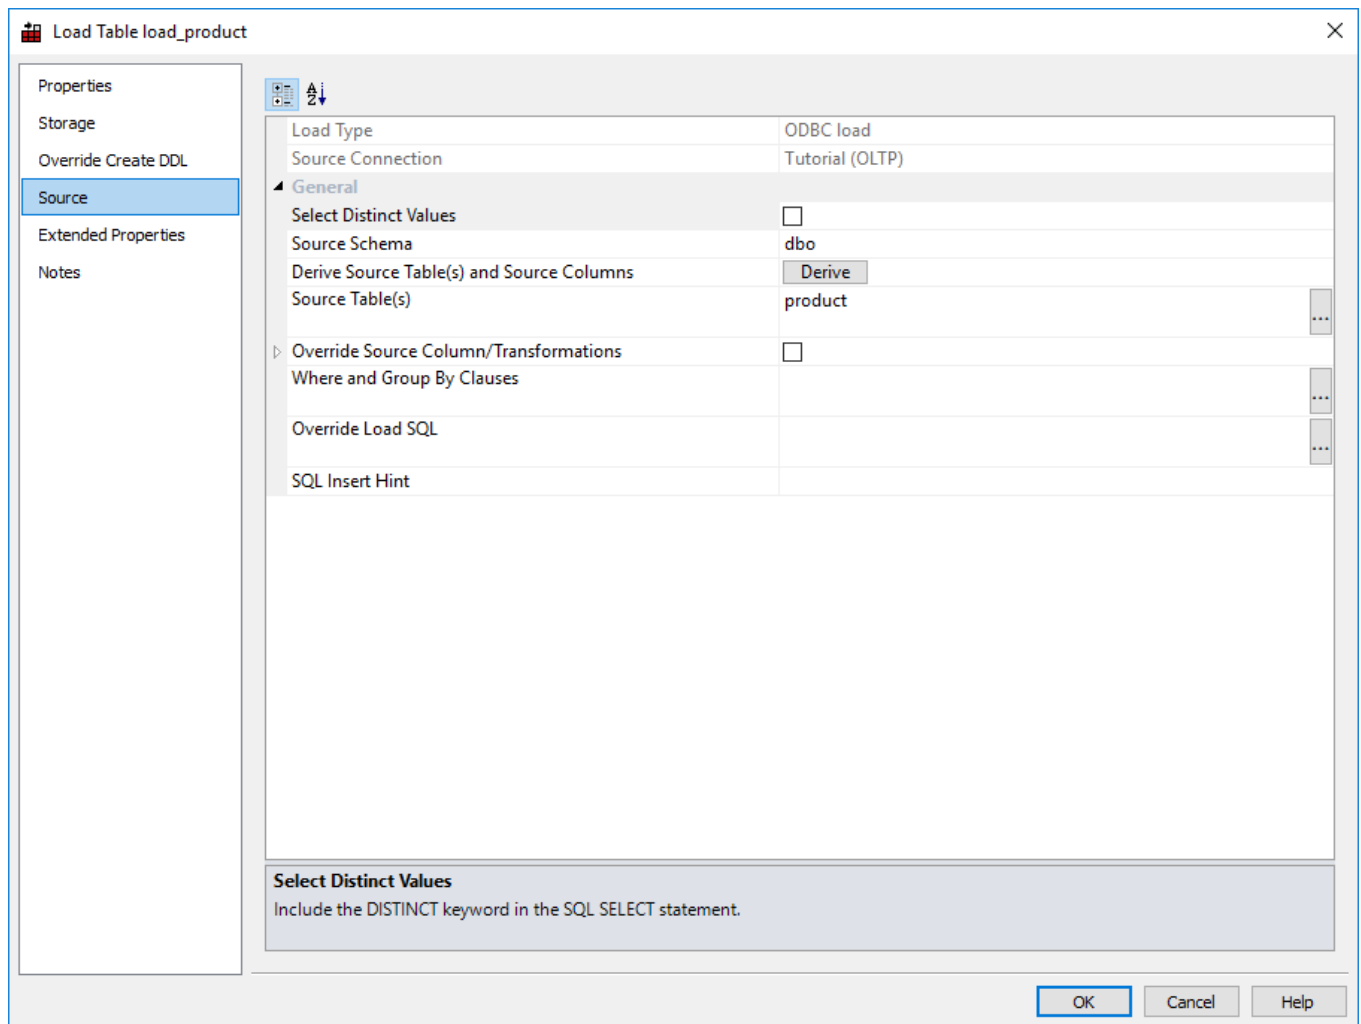 Load Table load_product
Properties
Storage
Override Create DDL
Source
Extended Properties
Notes
Load Type ODBC load
Source Connection Tutorial (OLTP)
General
Select Distinct Values
Source Schema dbo
Derive Source Table(s) and Source Columns Derive
Source Table(s) product ...
Override Source Column/Transformations
Where and Group By Clauses ...
Override Load SQL ...
SQL Insert Hint
Select Distinct Values
Include the DISTINCT keyword in the SQL SELECT statement.
OK Cancel Help